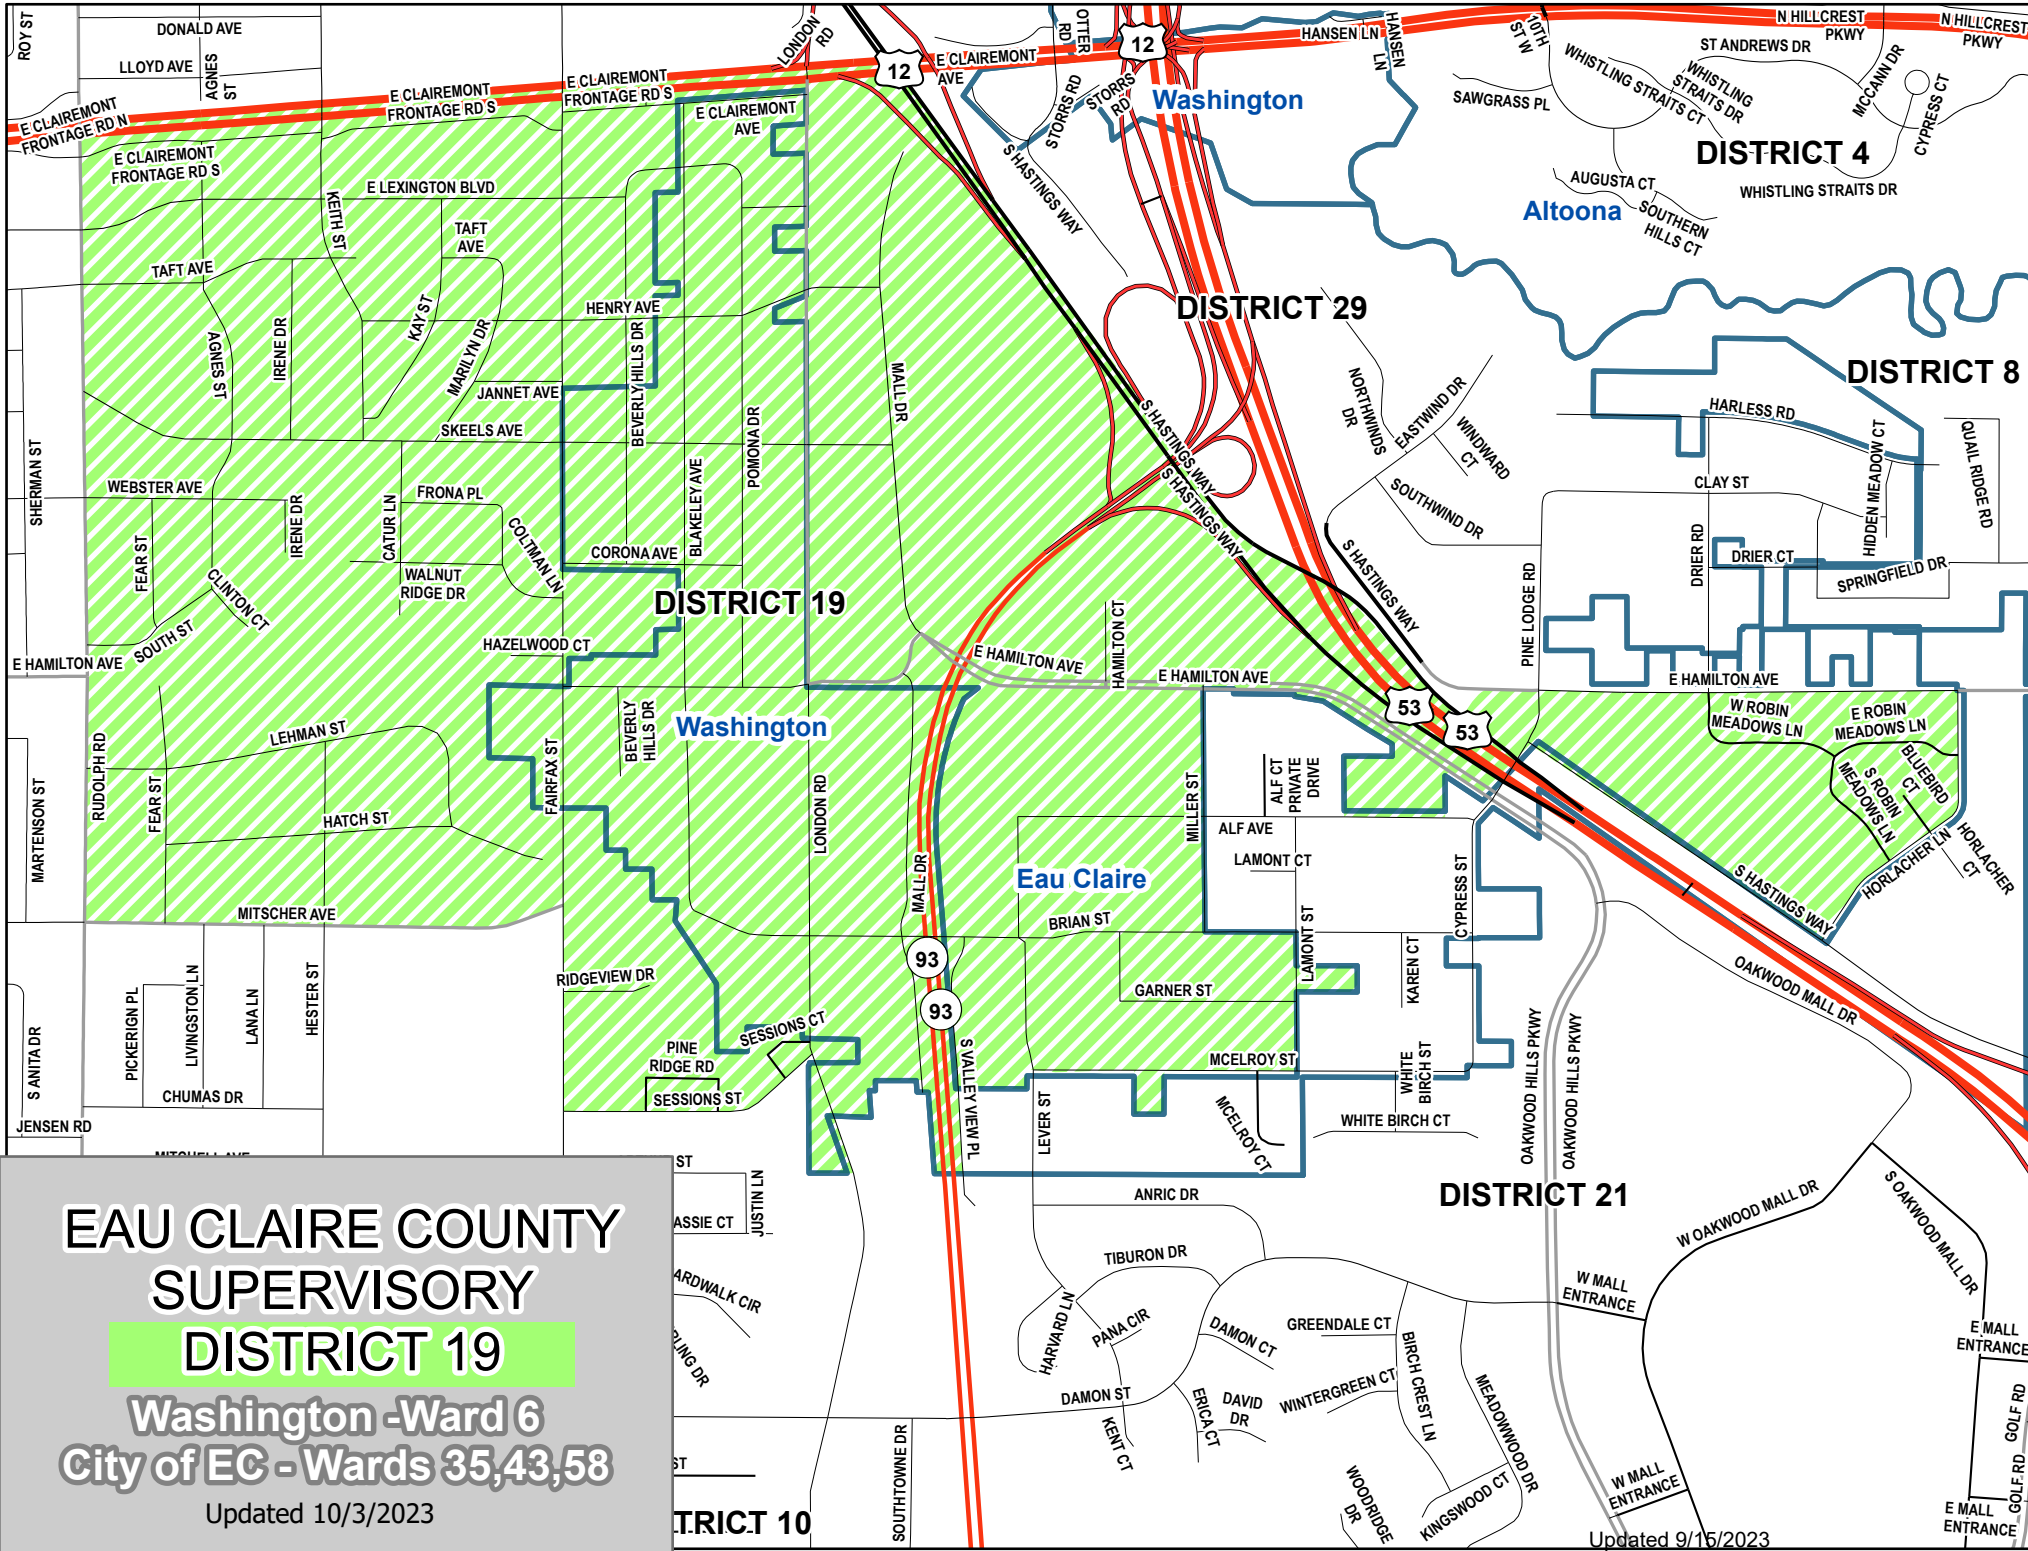 ROY ST
DONALD AVE
LLOYD AVE
AGNES
ST
LONDON
RD
12
E CLAIREMONT
AVE
OTTER
RD
12
HANSEN LN
HANSEN
LN
10TH
ST W
N HILLCREST
PKWY
N HILLCREST
PKWY
ST ANDREWS DR
MCCANN DR
CYPRESS CT
WHISTLING
STRAITS DR
WHISTLING STRAITS CT
SAWGRASS PL
E CLAIREMONT
FRONTAGE RD N
E CLAIREMONT
FRONTAGE RD S
E CLAIREMONT
FRONTAGE RD S
E CLAIREMONT
AVE
E CLAIREMONT
FRONTAGE RD S
STORRS RD
STORRS
RD
Washington
DISTRICT 4
AUGUSTA CT
WHISTLING STRAITS DR
Altoona
SOUTHERN
HILLS CT
S HASTINGS WAY
E LEXINGTON BLVD
KEITH ST
TAFT
AVE
TAFT AVE
HENRY AVE
DISTRICT 29
DISTRICT 8
AGNES ST
IRENE DR
KAY ST
MARILYN DR
JANNET AVE
SKEELS AVE
BEVERLY HILLS DR
POMONA DR
MALL DR
S HASTINGS WAY
S HASTINGS WAY
NORTHWINDS
DR
EASTWIND DR
WINDWARD
CT
SOUTHWIND DR
HARLESS RD
CLAY ST
HIDDEN MEADOW CT
QUAIL RIDGE RD
SHERMAN ST
WEBSTER AVE
FEAR ST
IRENE DR
CATUR LN
FRONA PL
COLTMAN LN
WALNUT
RIDGE DR
CORONA AVE
BLAKELEY AVE
CLINTON CT
SOUTH ST
DISTRICT 19
S HASTINGS WAY
PINE LODGE RD
DRIER RD
DRIER CT
SPRINGFIELD DR
E HAMILTON AVE
HAZELWOOD CT
E HAMILTON AVE
HAMILTON CT
E HAMILTON AVE
E HAMILTON AVE
53
53
W ROBIN
MEADOWS LN
E ROBIN
MEADOWS LN
BLUEBIRD
CT
S ROBIN
MEADOWS LN
HORLACHER LN
HORLACHER
CT
LEHMAN ST
RUDOLPH RD
FEAR ST
HATCH ST
MARTENSON ST
FAIRFAX ST
BEVERLY
HILLS DR
Washington
LONDON RD
MALL DR
MILLER ST
ALF CT
PRIVATE
DRIVE
ALF AVE
LAMONT CT
Eau Claire
BRIAN ST
LAMONT ST
CYPRESS ST
KAREN CT
S HASTINGS WAY
OAKWOOD MALL DR
MITSCHER AVE
93
93
RIDGEVIEW DR
GARNER ST
PICKERIGN PL
LIVINGSTON LN
LANA LN
HESTER ST
S ANITA DR
CHUMAS DR
JENSEN RD
MITCHELL AVE
SESSIONS CT
PINE
RIDGE RD
SESSIONS ST
S VALLEY VIEW PL
LEVER ST
MCELROY ST
MCELROY CT
WHITE
BIRCH ST
WHITE BIRCH CT
OAKWOOD HILLS PKWY
OAKWOOD HILLS PKWY
ST
JUSTIN LN
ASSIE CT
ARDWALK CIR
RLING DR
ST
DISTRICT 21
ANRIC DR
TIBURON DR
HARVARD LN
PANA CIR
DAMON CT
DAMON ST
KENT CT
ERICA CT
DAVID
DR
GREENDALE CT
WINTERGREEN CT
BIRCH CREST LN
MEADOWWOOD DR
WOODRIDGE
DR
KINGSWOOD CT
W OAKWOOD MALL DR
S OAKWOOD MALL DR
W MALL
ENTRANCE
W MALL
ENTRANCE
E MALL
ENTRANCE
E MALL
ENTRANCE
GOLF RD
GOLF RD
SOUTHTOWNE DR
TRICT 10
EAU CLAIRE COUNTY
SUPERVISORY
DISTRICT 19
Washington -Ward 6
City of EC - Wards 35,43,58
Updated 10/3/2023
Updated 9/15/2023